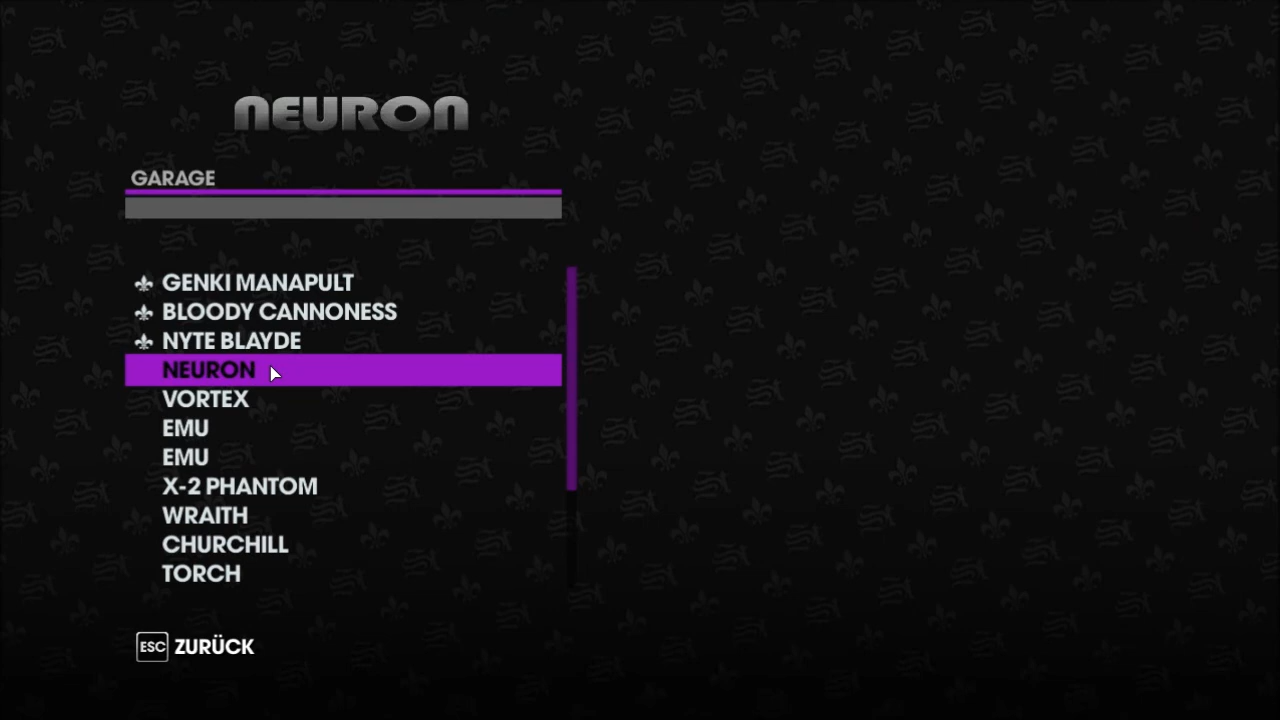 NEURON
GARAGE
GENKI MANAPULT
BLOODY CANNONESS
NYTE BLAYDE
NEURON
VORTEX
EMU
EMU
X-2 PHANTOM
WRAITH
CHURCHILL
TORCH
ESC ZURÜCK